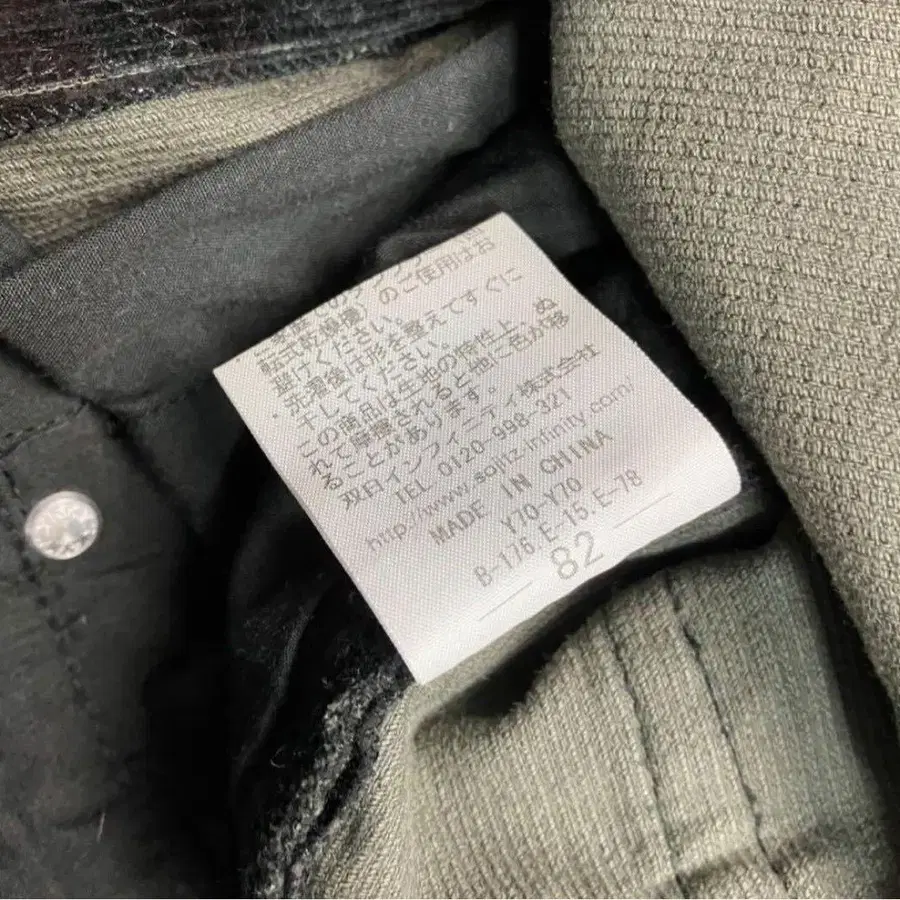 のご使用はお
避けください。
・洗濯後は形を整えてすぐに
干してください。
この商品は生地の特性上、ぬ
れて摩擦されると他に色が移
ることがあります。
双日インフィニティ株式会社
TEL 0120-998-321
http://www.sojitz-infinity.com/
MADE IN CHINA
Y70-Y70
B-176.E-15.E-78
82